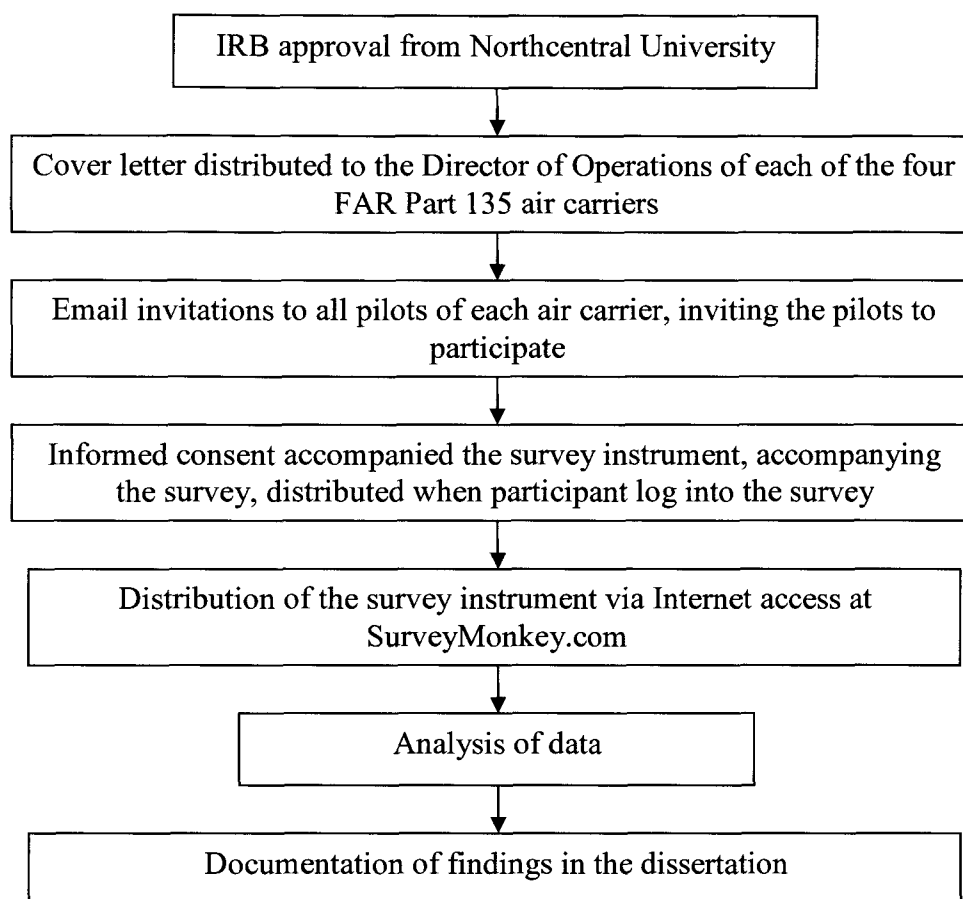 IRB approval from Northcentral University
Cover letter distributed to the Director of Operations of each of the four
FAR Part 135 air carriers
Email invitations to all pilots of each air carrier, inviting the pilots to
participate
Informed consent accompanied the survey instrument, accompanying
the survey, distributed when participant log into the survey
Distribution of the survey instrument via Internet access at
SurveyMonkey.com
Analysis of data
Documentation of findings in the dissertation